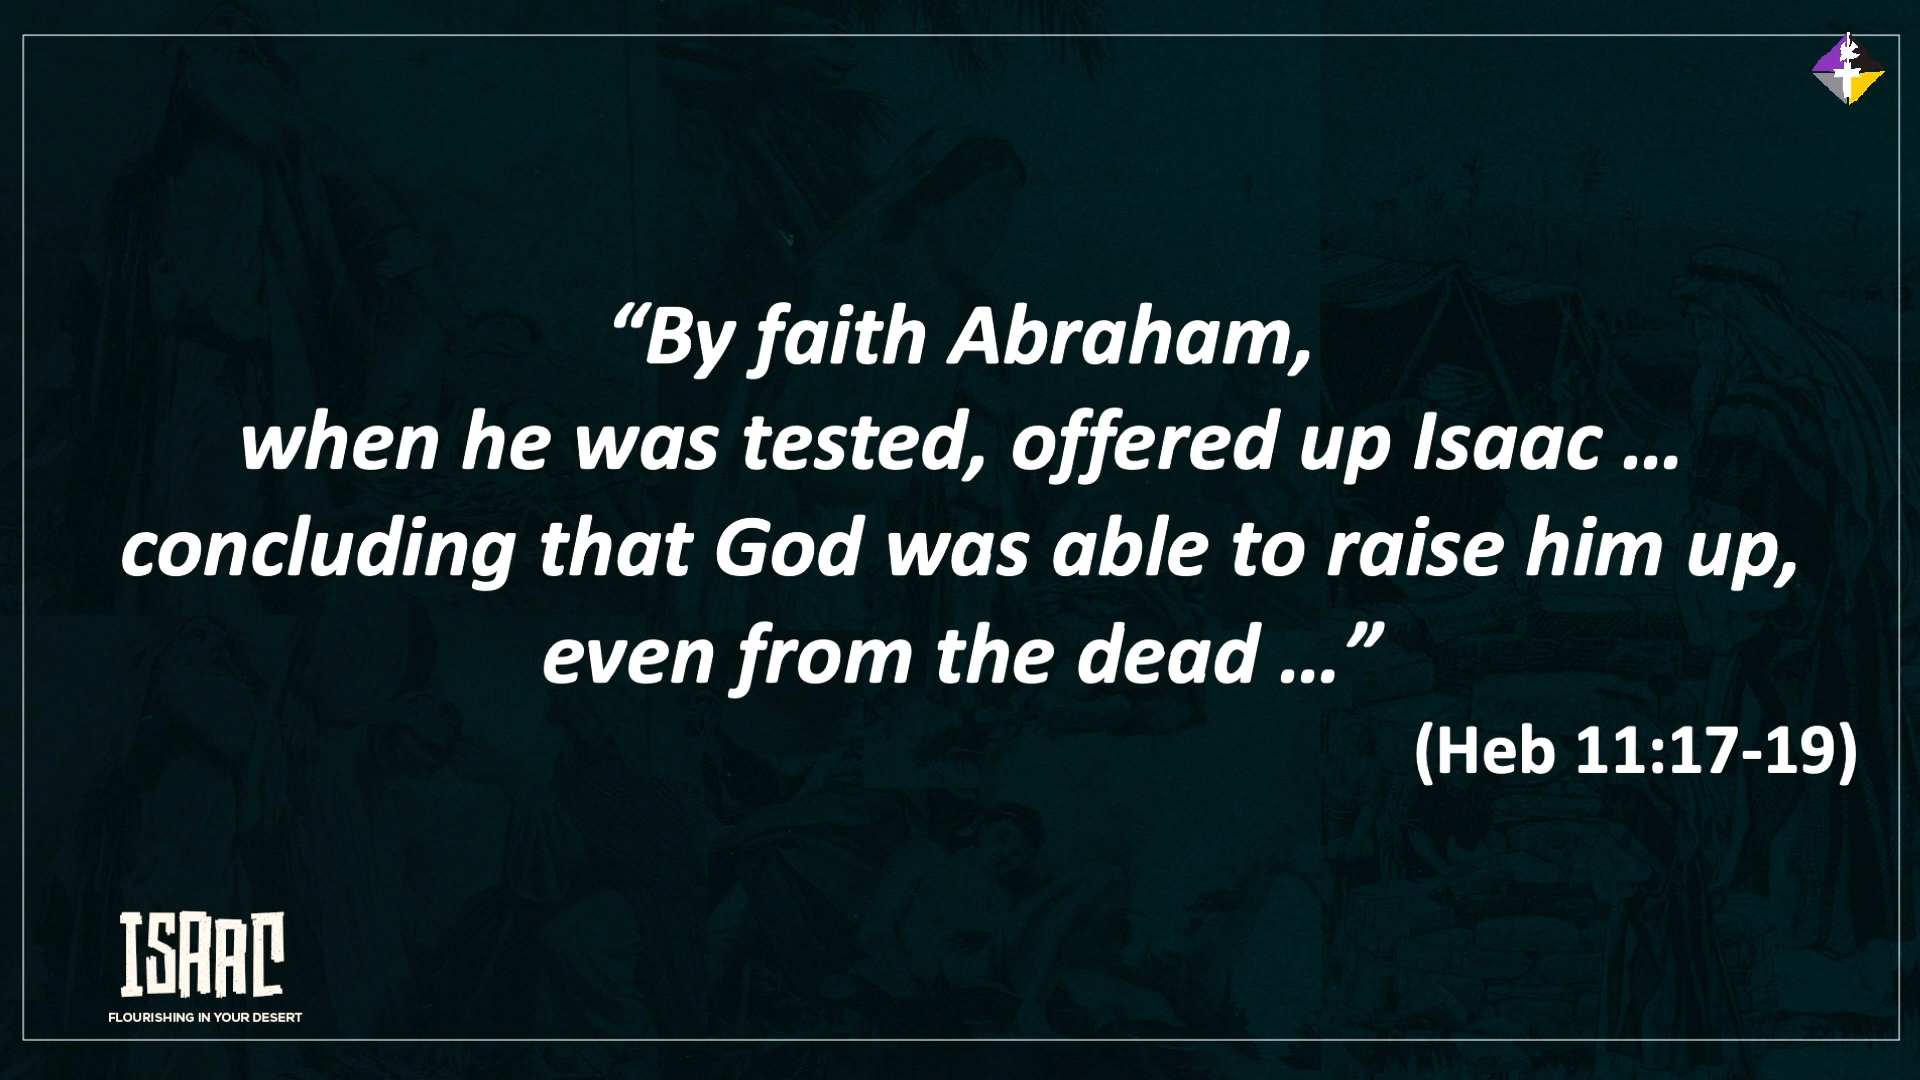 “By faith Abraham,
when he was tested, offered up Isaac ...
concluding that God was able to raise him up,
even from the dead ...”
(Heb 11:17-19)
ISAAC
FLOURISHING IN YOUR DESERT